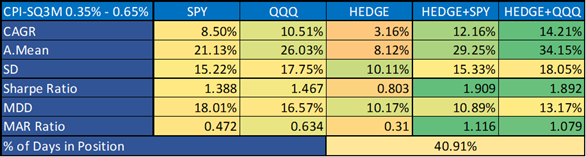 CPI-SQ3M 0.35% - 0.65% SPY QQQ HEDGE HEDGE+SPY HEDGE+QQQ
CAGR 8.50% 10.51% 3.16% 12.16% 14.21%
A.Mean 21.13% 26.03% 8.12% 29.25% 34.15%
SD 15.22% 17.75% 10.11% 15.33% 18.05%
Sharpe Ratio 1.388 1.467 0.803 1.909 1.892
MDD 18.01% 16.57% 10.17% 10.89% 13.17%
MAR Ratio 0.472 0.634 0.31 1.116 1.079
% of Days in Position 40.91%